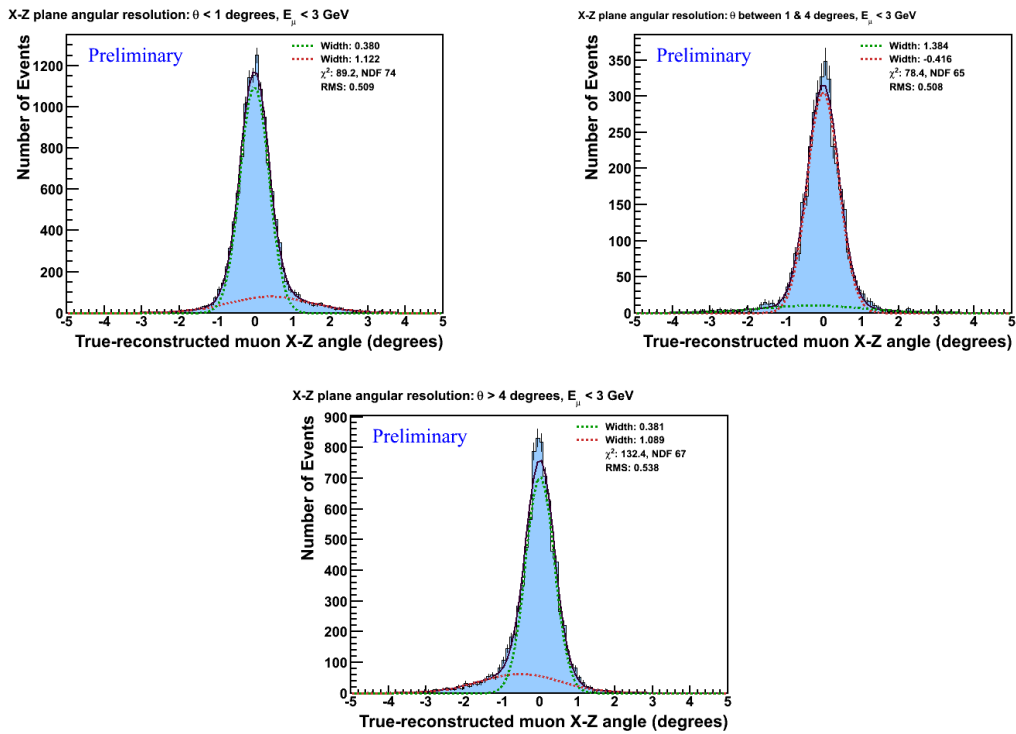 X-Z plane angular resolution: θ < 1 degrees, Eμ < 3 GeV
Preliminary
Width: 0.380
Width: 1.122
χ²: 89.2, NDF 74
RMS: 0.509
Number of Events
1200
1000
800
600
400
200
0
-5 -4 -3 -2 -1 0 1 2 3 4 5
True-reconstructed muon X-Z angle (degrees)
X-Z plane angular resolution: θ between 1 & 4 degrees, Eμ < 3 GeV
Preliminary
Width: 1.384
Width: -0.416
χ²: 78.4, NDF 65
RMS: 0.508
Number of Events
350
300
250
200
150
100
50
0
-5 -4 -3 -2 -1 0 1 2 3 4 5
True-reconstructed muon X-Z angle (degrees)
X-Z plane angular resolution: θ > 4 degrees, Eμ < 3 GeV
Preliminary
Width: 0.381
Width: 1.089
χ²: 132.4, NDF 67
RMS: 0.538
Number of Events
900
800
700
600
500
400
300
200
100
0
-5 -4 -3 -2 -1 0 1 2 3 4 5
True-reconstructed muon X-Z angle (degrees)